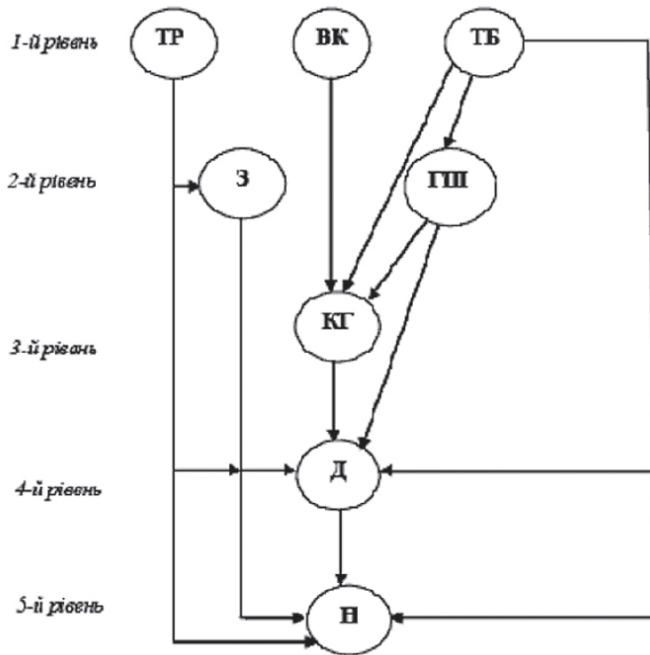 1-й рівень ТР ВК ТБ
2-й рівень З ГШ
КГ
3-й рівень
Д
4-й рівень
5-й рівень Н